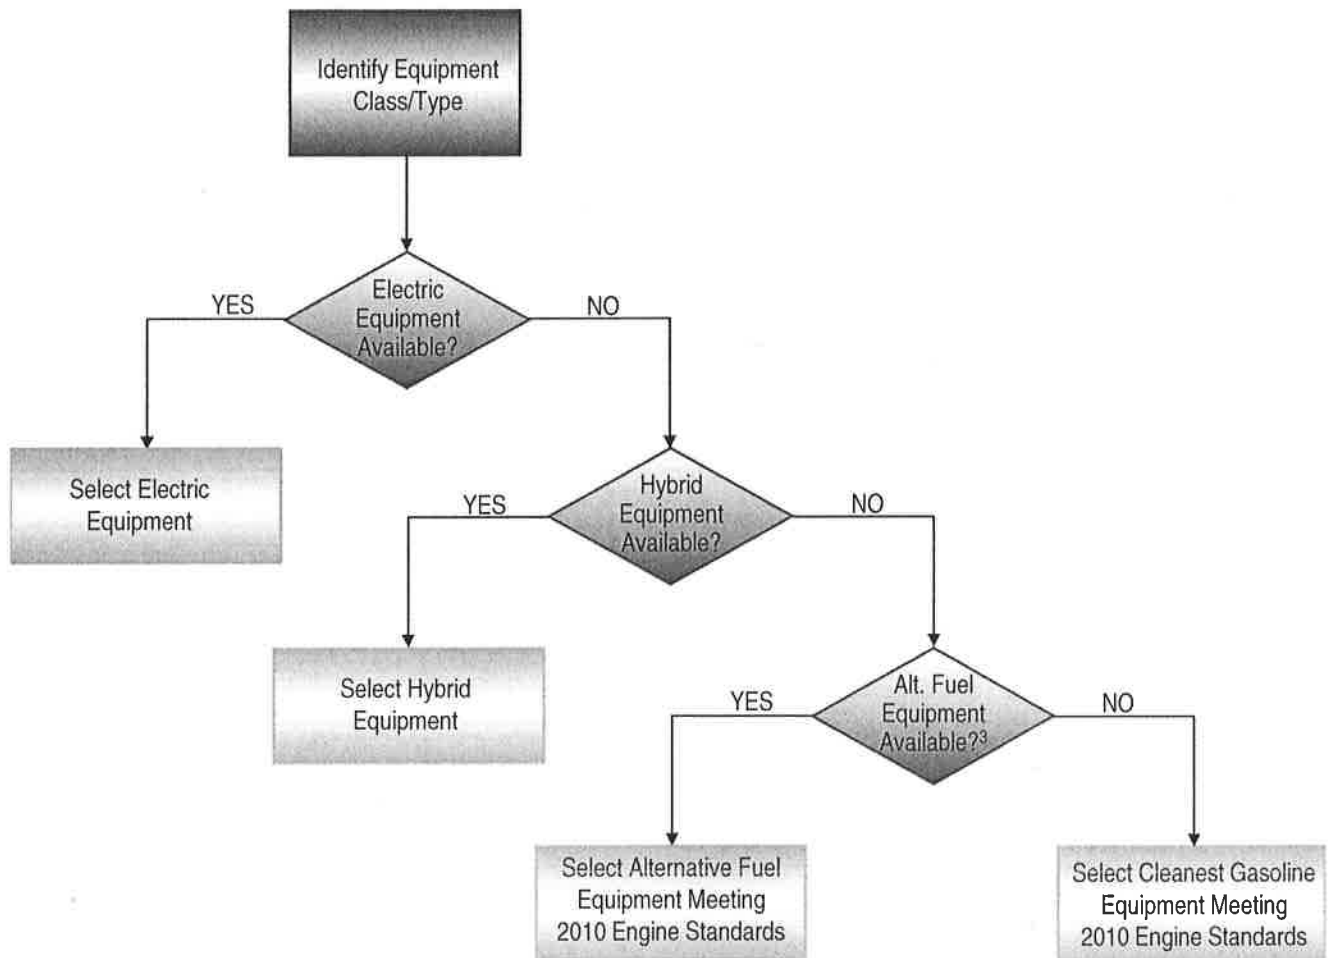 Identify Equipment
Class/Type
Electric
Equipment
Available?
YES
NO
Select Electric
Equipment
Hybrid
Equipment
Available?
YES
NO
Select Hybrid
Equipment
Alt. Fuel
Equipment
Available?³
YES
NO
Select Alternative Fuel
Equipment Meeting
2010 Engine Standards
Select Cleanest Gasoline
Equipment Meeting
2010 Engine Standards